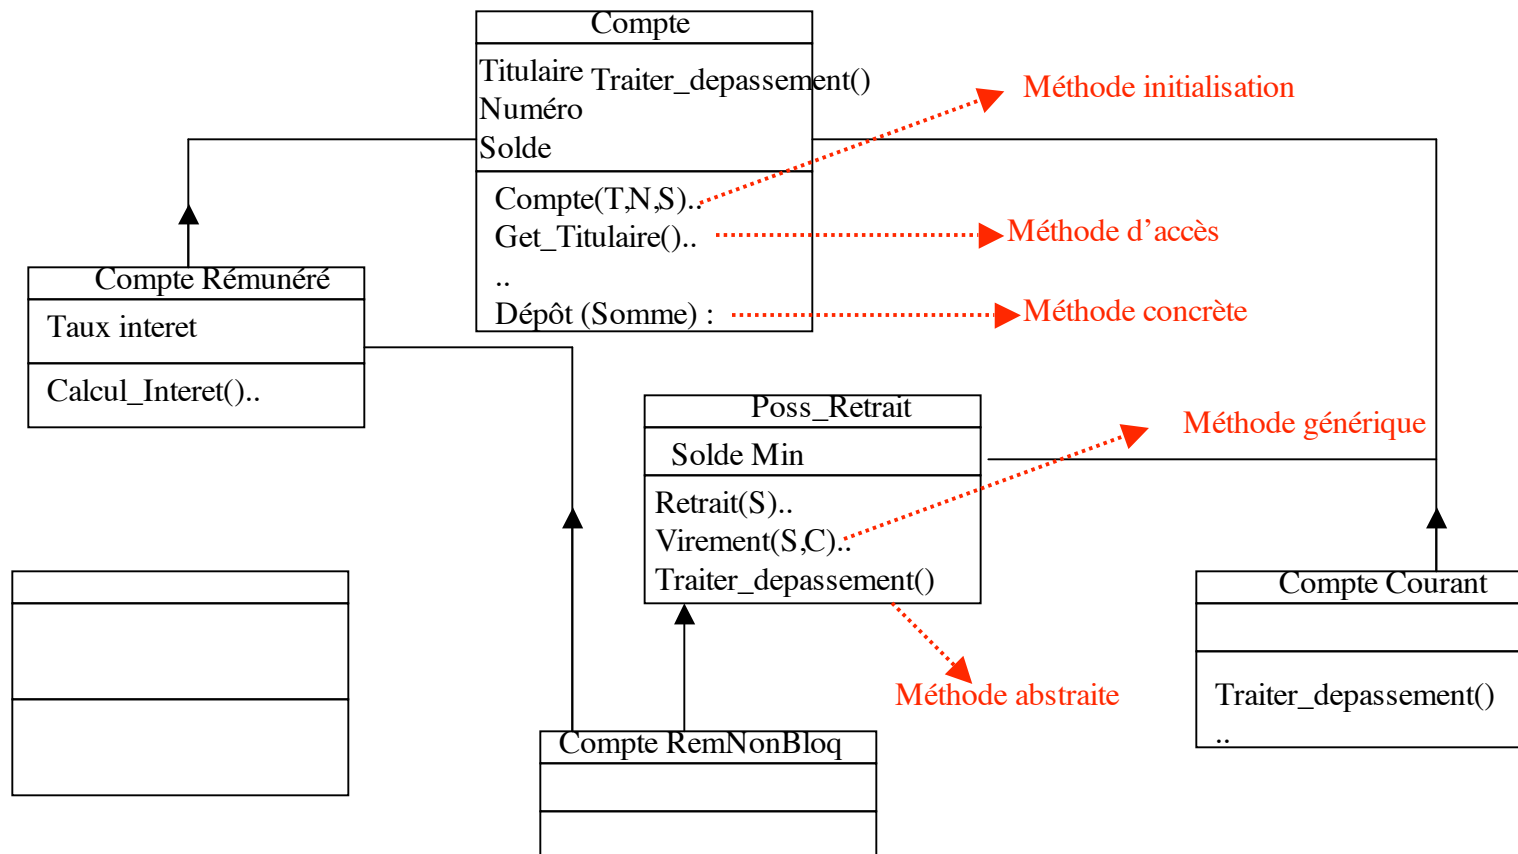 Compte
Titulaire
Traiter_depassement()
Numéro
Solde
Méthode initialisation
Compte(T,N,S)..
Get_Titulaire()..
Méthode d’accès
..
Dépôt (Somme) :
Méthode concrète
Compte Rémunéré
Taux interet
Calcul_Interet()..
Poss_Retrait
Solde Min
Retrait(S)..
Virement(S,C)..
Traiter_depassement()
Méthode générique
Méthode abstraite
Compte Courant
Traiter_depassement()
..
Compte RemNonBloq